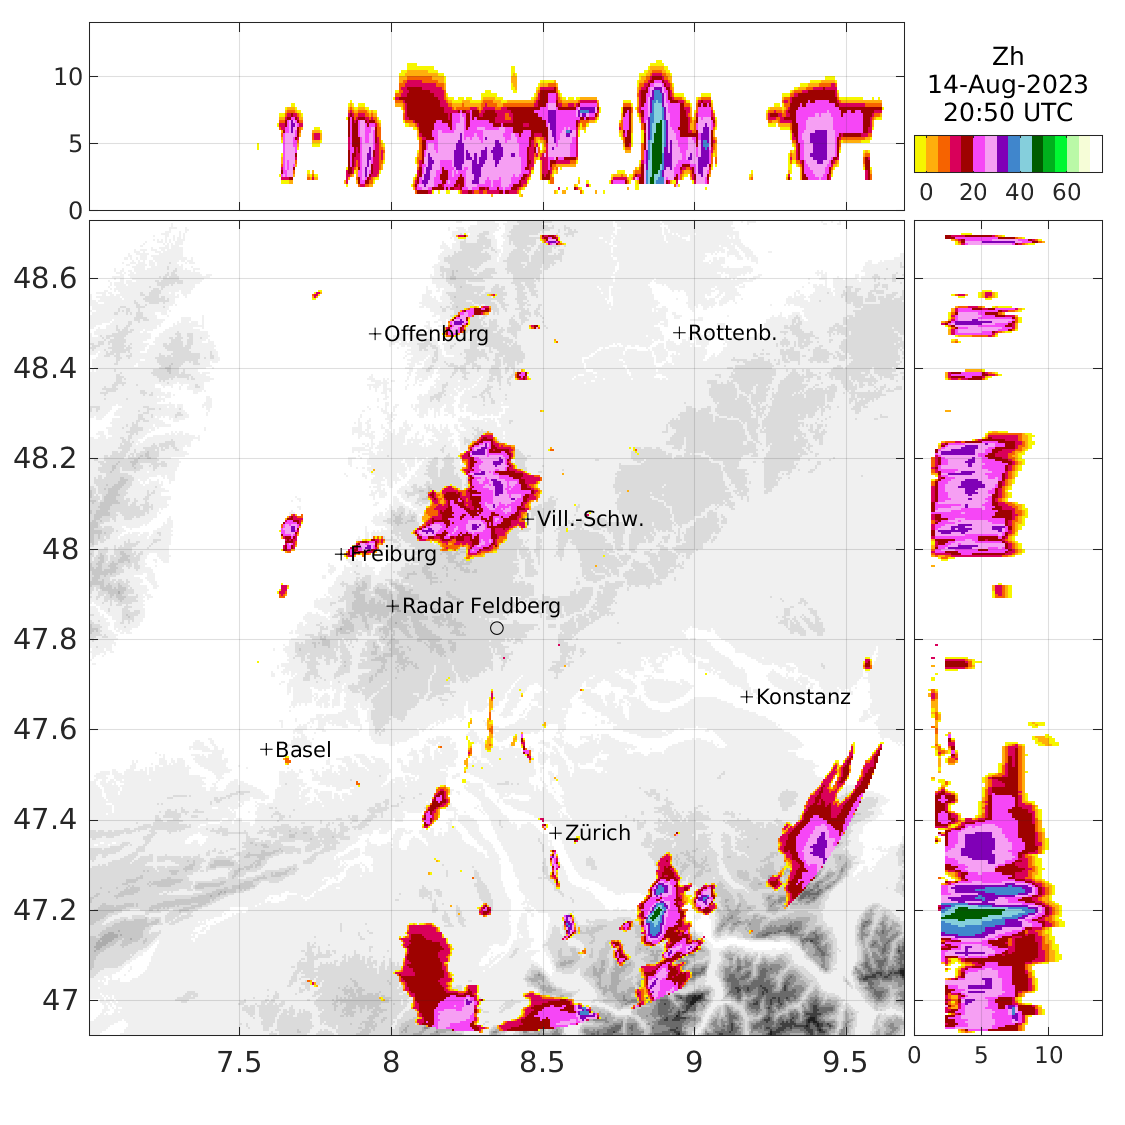 10
5
0
Zh
14-Aug-2023
20:50 UTC
0 20 40 60
48.6
48.4
48.2
48
47.8
47.6
47.4
47.2
47
+Offenburg
+Rottenb.
+Vill.-Schw.
+Freiburg
+Radar Feldberg
+Konstanz
+Basel
+Zürich
7.5 8 8.5 9 9.5
0 5 10